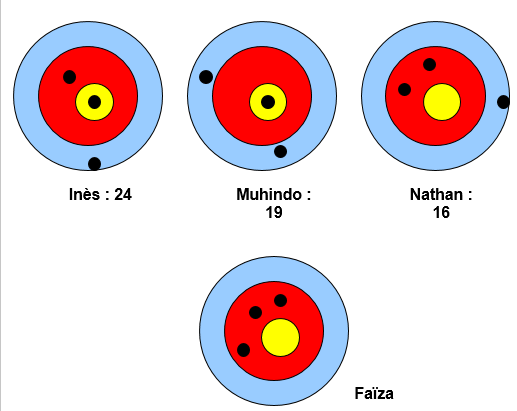 Inès : 24
Muhindo :
19
Nathan :
16
Faïza